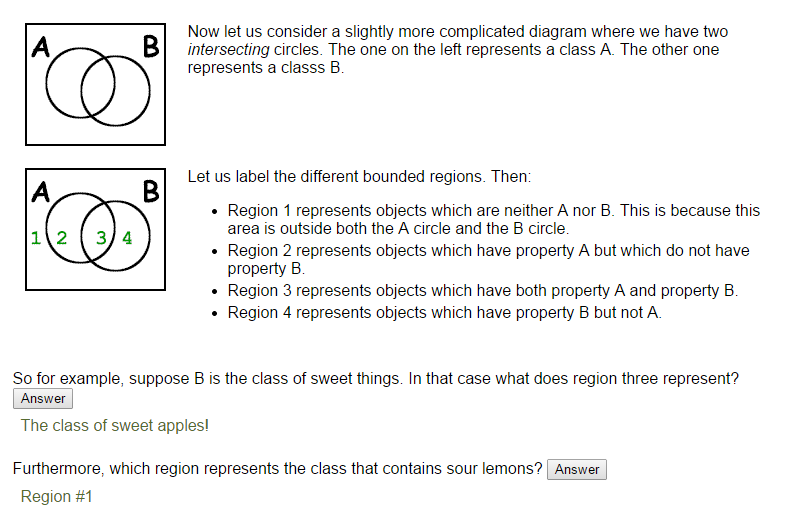 A B
Now let us consider a slightly more complicated diagram where we have two
intersecting circles. The one on the left represents a class A. The other one
represents a classs B.
A B
1 2 3 4
Let us label the different bounded regions. Then:
• Region 1 represents objects which are neither A nor B. This is because this
area is outside both the A circle and the B circle.
• Region 2 represents objects which have property A but which do not have
property B.
• Region 3 represents objects which have both property A and property B.
• Region 4 represents objects which have property B but not A.
So for example, suppose B is the class of sweet things. In that case what does region three represent?
Answer
The class of sweet apples!
Furthermore, which region represents the class that contains sour lemons? Answer
Region #1